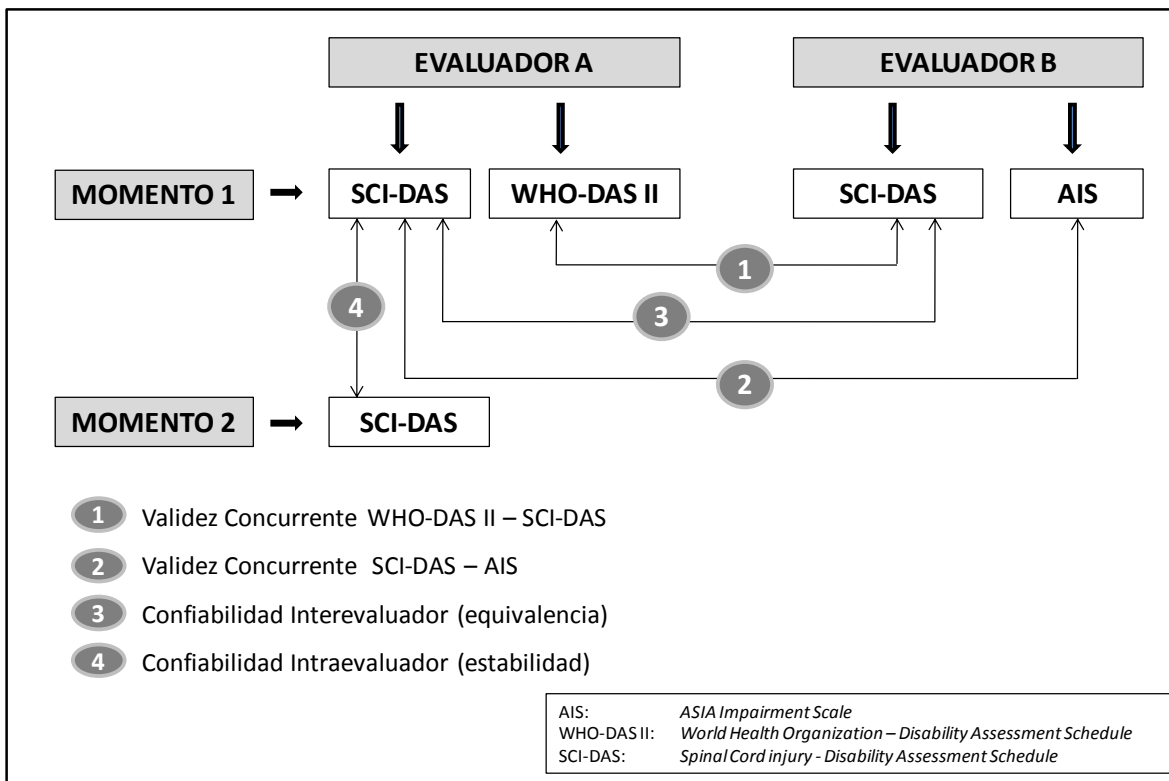 EVALUADOR A
EVALUADOR B
MOMENTO 1
SCI-DAS
WHO-DAS II
SCI-DAS
AIS
1
4
3
2
MOMENTO 2
SCI-DAS
1 Validez Concurrente WHO-DAS II – SCI-DAS
2 Validez Concurrente SCI-DAS – AIS
3 Confiabilidad Interevaluador (equivalencia)
4 Confiabilidad Intraevaluador (estabilidad)
AIS: ASIA Impairment Scale
WHO-DAS II: World Health Organization – Disability Assessment Schedule
SCI-DAS: Spinal Cord injury - Disability Assessment Schedule